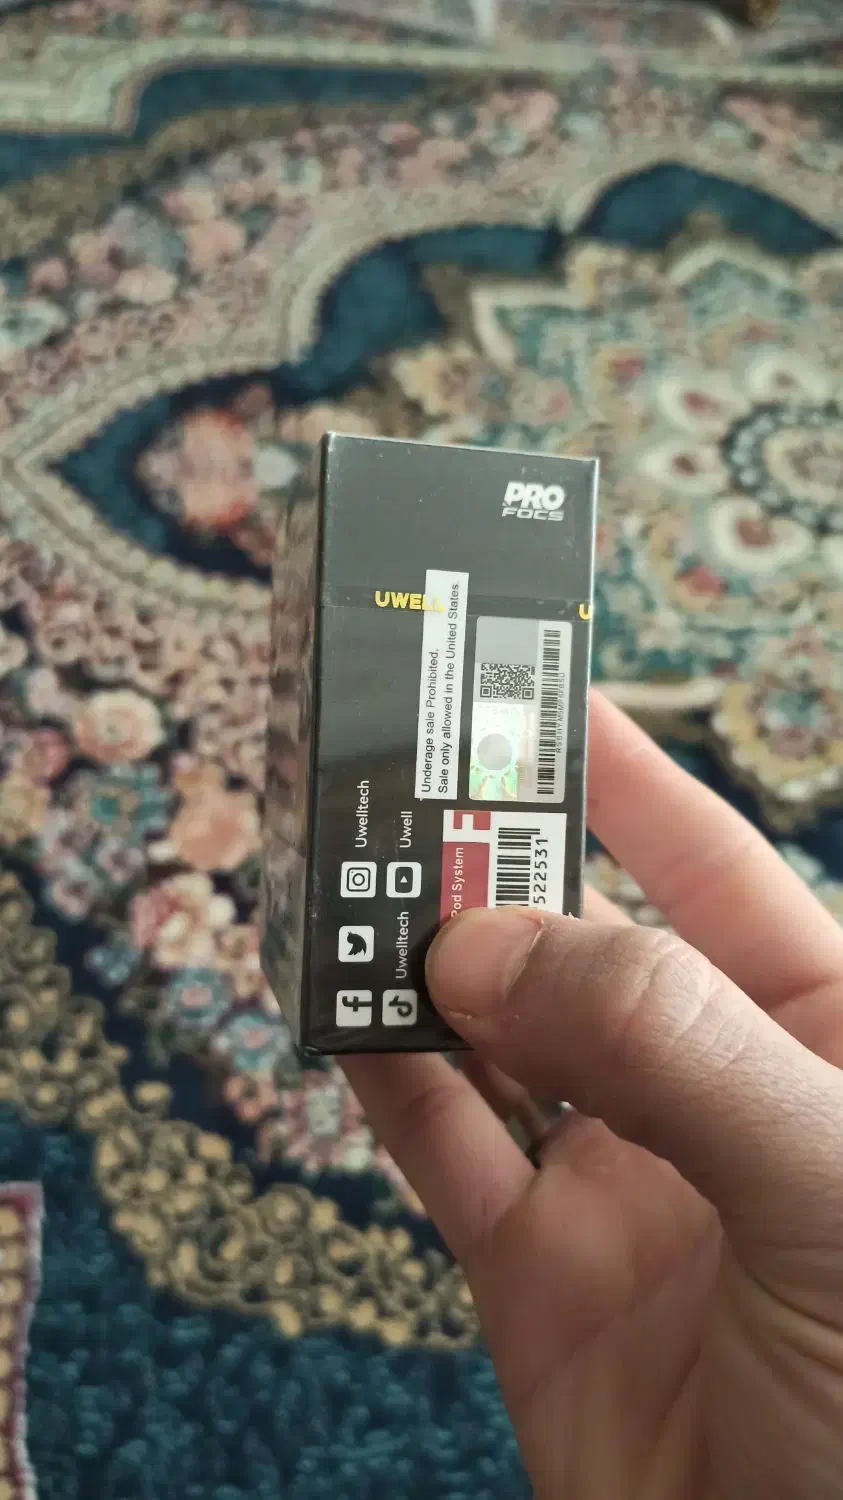 PRO
FOCS
UWELL
U
Underage sale Prohibited.
Sale only allowed in the United States.
Uwelltech
Uwell
Uwelltech
Pod System
522531